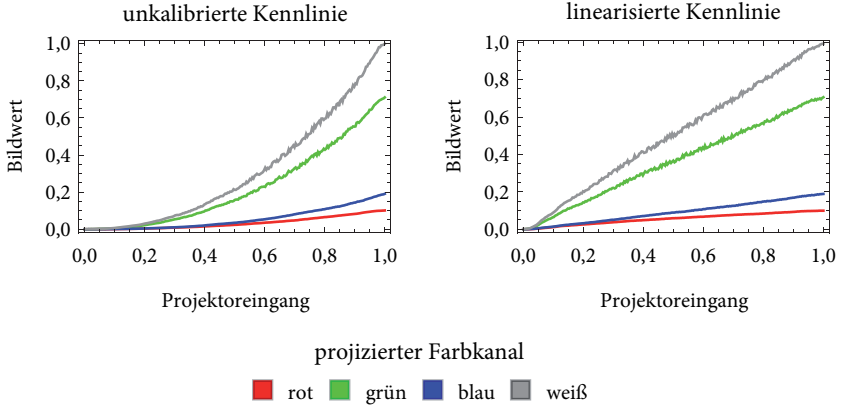 unkalibrierte Kennlinie
Bildwert
1,0
0,8
0,6
0,4
0,2
0,0
0,0 0,2 0,4 0,6 0,8 1,0
Projektoreingang
linearisierte Kennlinie
Bildwert
1,0
0,8
0,6
0,4
0,2
0,0
0,0 0,2 0,4 0,6 0,8 1,0
Projektoreingang
projizierter Farbkanal
rot grün blau weiß